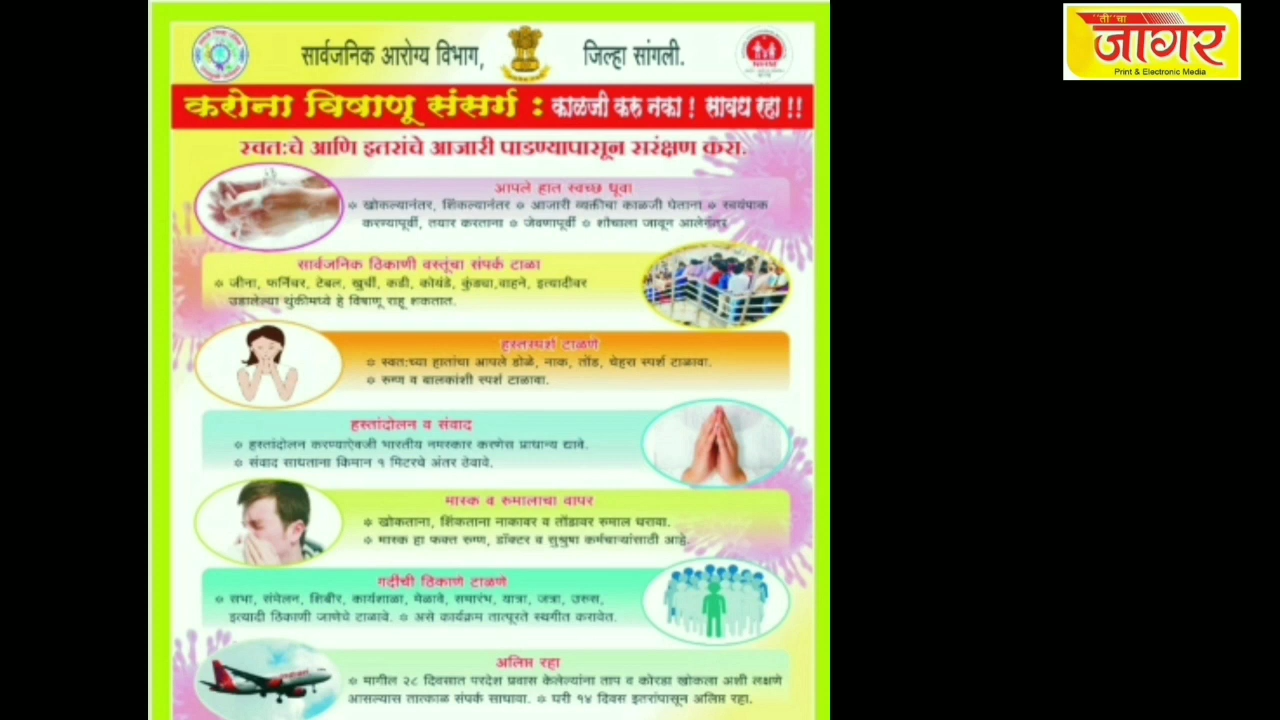 "ती"चा
जागर
Print & Electronic Media
सार्वजनिक आरोग्य विभाग, जिल्हा सांगली.
NHM
करोना विषाणू संसर्ग : काळजी करु नका ! सावध रहा !!
स्वतःचे आणि इतरांचे आजारी पाडण्यापासून सरंक्षण करा.
आपले हात स्वच्छ धूवा
खोकल्यानंतर, शिंकल्यानंतर आजारी व्यक्तीचा काळजी घेताना स्वयंपाक
करण्यापूर्वी, तयार करताना जेवणापूर्वी शौचाला जावून आलेनंतर
सार्वजनिक ठिकाणी वस्तूंचा संपर्क टाळा
जीना, फर्निचर, टेबल, खुर्ची, कडी, कोयंडे, कुंड्या,वाहने, इत्यादीवर
उडालेल्या थुंकीमध्ये हे विषाणू राहू शकतात.
हस्तस्पर्श टाळणे
स्वतःच्या हातांचा आपले डोळे, नाक, तोंड, चेहरा स्पर्श टाळावा.
रुग्ण व बालकांशी स्पर्श टाळावा.
हस्तांदोलन व संवाद
हस्तांदोलन करण्याऐवजी भारतीय नमस्कार करणेस प्राधान्य द्यावे.
संवाद साधताना किमान १ मिटरचे अंतर ठेवावे.
मास्क व रुमालाचा वापर
खोकताना, शिंकताना नाकावर व तोंडावर रुमाल धरावा.
मास्क हा फक्त रुग्ण, डॉक्टर व सुश्रुषा कर्मचाऱ्यांसाठी आहे.
गर्दीची ठिकाणे टाळणे
सभा, संमेलन, शिबीर, कार्यशाळा, मेळावे, समारंभ, यात्रा, जत्रा, उरुस,
इत्यादी ठिकाणी जाणेचे टाळावे. असे कार्यक्रम तात्पूरते स्थगीत करावेत.
अलिप्त रहा
मागील २८ दिवसात परदेश प्रवास केलेल्यांना ताप व कोरडा खोकला अशी लक्षणे
आसल्यास तात्काळ संपर्क साधावा. घरी १४ दिवस इतरांपासून अलिप्त रहा.